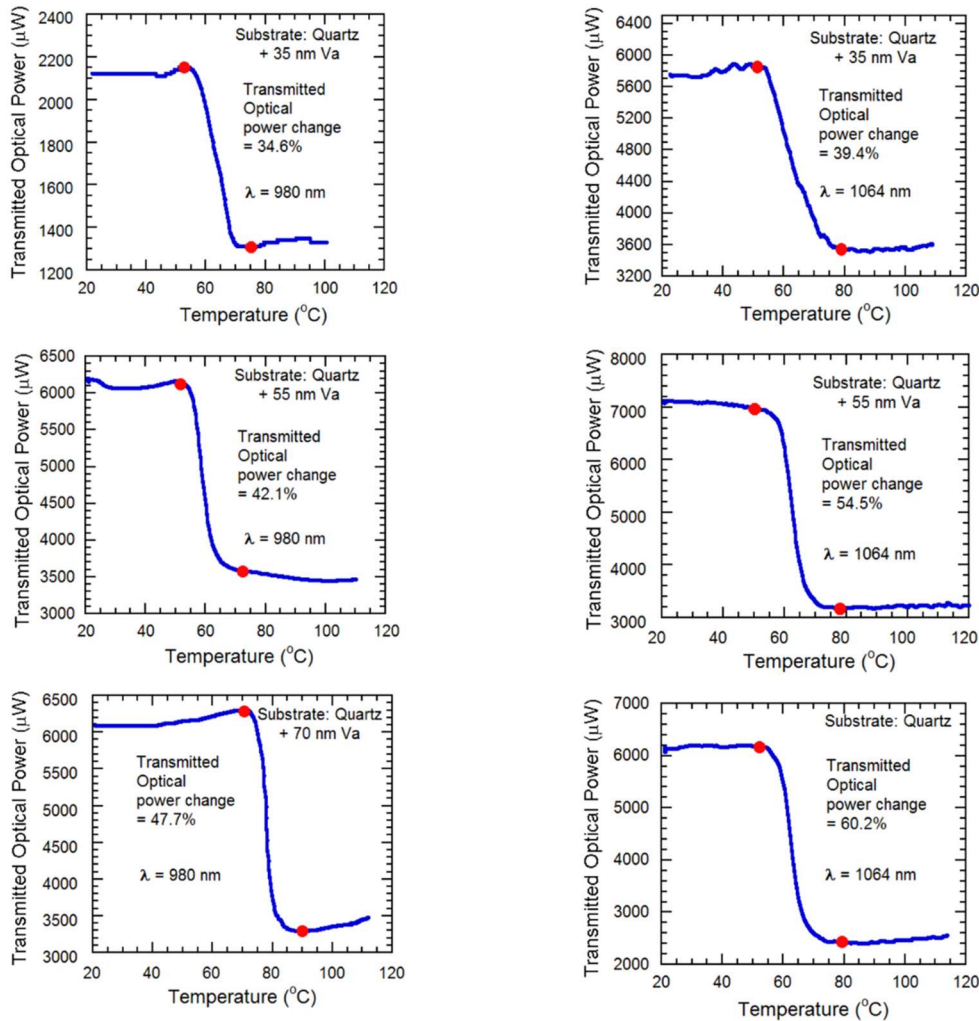 Transmitted Optical Power (µW)
2400
2200
2000
1800
1600
1400
1200
Substrate: Quartz
+ 35 nm Va
Transmitted
Optical
power change
= 34.6%
λ = 980 nm
20 40 60 80 100 120
Temperature (°C)
Transmitted Optical Power (µW)
6400
6000
5600
5200
4800
4400
4000
3600
3200
Substrate: Quartz
+ 35 nm Va
Transmitted
Optical
power change
= 39.4%
λ = 1064 nm
20 40 60 80 100 120
Temperature (°C)
Transmitted Optical Power (µW)
6500
6000
5500
5000
4500
4000
3500
3000
Substrate: Quartz
+ 55 nm Va
Transmitted
Optical
power change
= 42.1%
λ = 980 nm
20 40 60 80 100 120
Temperature (°C)
Transmitted Optical Power (µW)
8000
7000
6000
5000
4000
3000
Substrate: Quartz
+ 55 nm Va
Transmitted
Optical
power change
= 54.5%
λ = 1064 nm
20 40 60 80 100 120
Temperature (°C)
Transmitted Optical Power (µW)
6500
6000
5500
5000
4500
4000
3500
3000
Substrate: Quartz
+ 70 nm Va
Transmitted
Optical
power change
= 47.7%
λ = 980 nm
20 40 60 80 100 120
Temperature (°C)
Transmitted Optical Power (µW)
7000
6000
5000
4000
3000
2000
Substrate: Quartz
Transmitted
Optical
power change
= 60.2%
λ = 1064 nm
20 40 60 80 100 120
Temperature (°C)